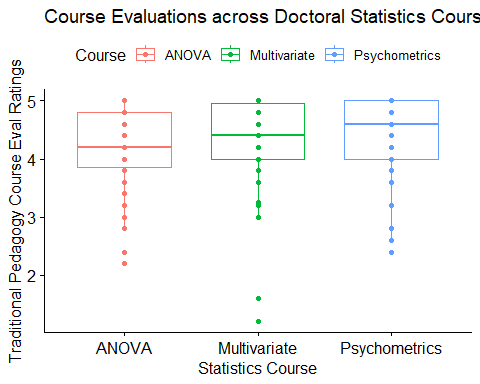 Course Evaluations across Doctoral Statistics Cours
Course ANOVA Multivariate Psychometrics
Traditional Pedagogy Course Eval Ratings
5
4
3
2
ANOVA Multivariate Psychometrics
Statistics Course